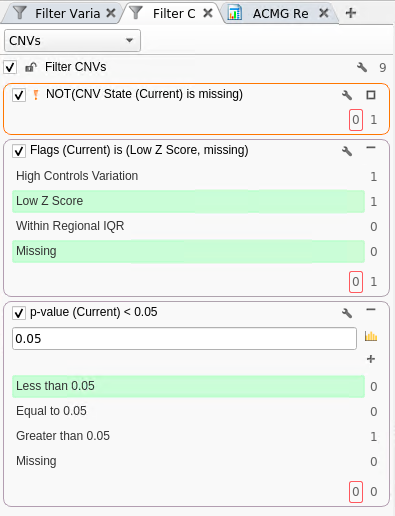 Filter Varia
Filter C
ACMG Re
CNVs
Filter CNVs 9
NOT(CNV State (Current) is missing)
0 1
Flags (Current) is (Low Z Score, missing)
High Controls Variation 1
Low Z Score 1
Within Regional IQR 0
Missing 0
0 1
p-value (Current) < 0.05
0.05
Less than 0.05 0
Equal to 0.05 0
Greater than 0.05 1
Missing 0
0 0